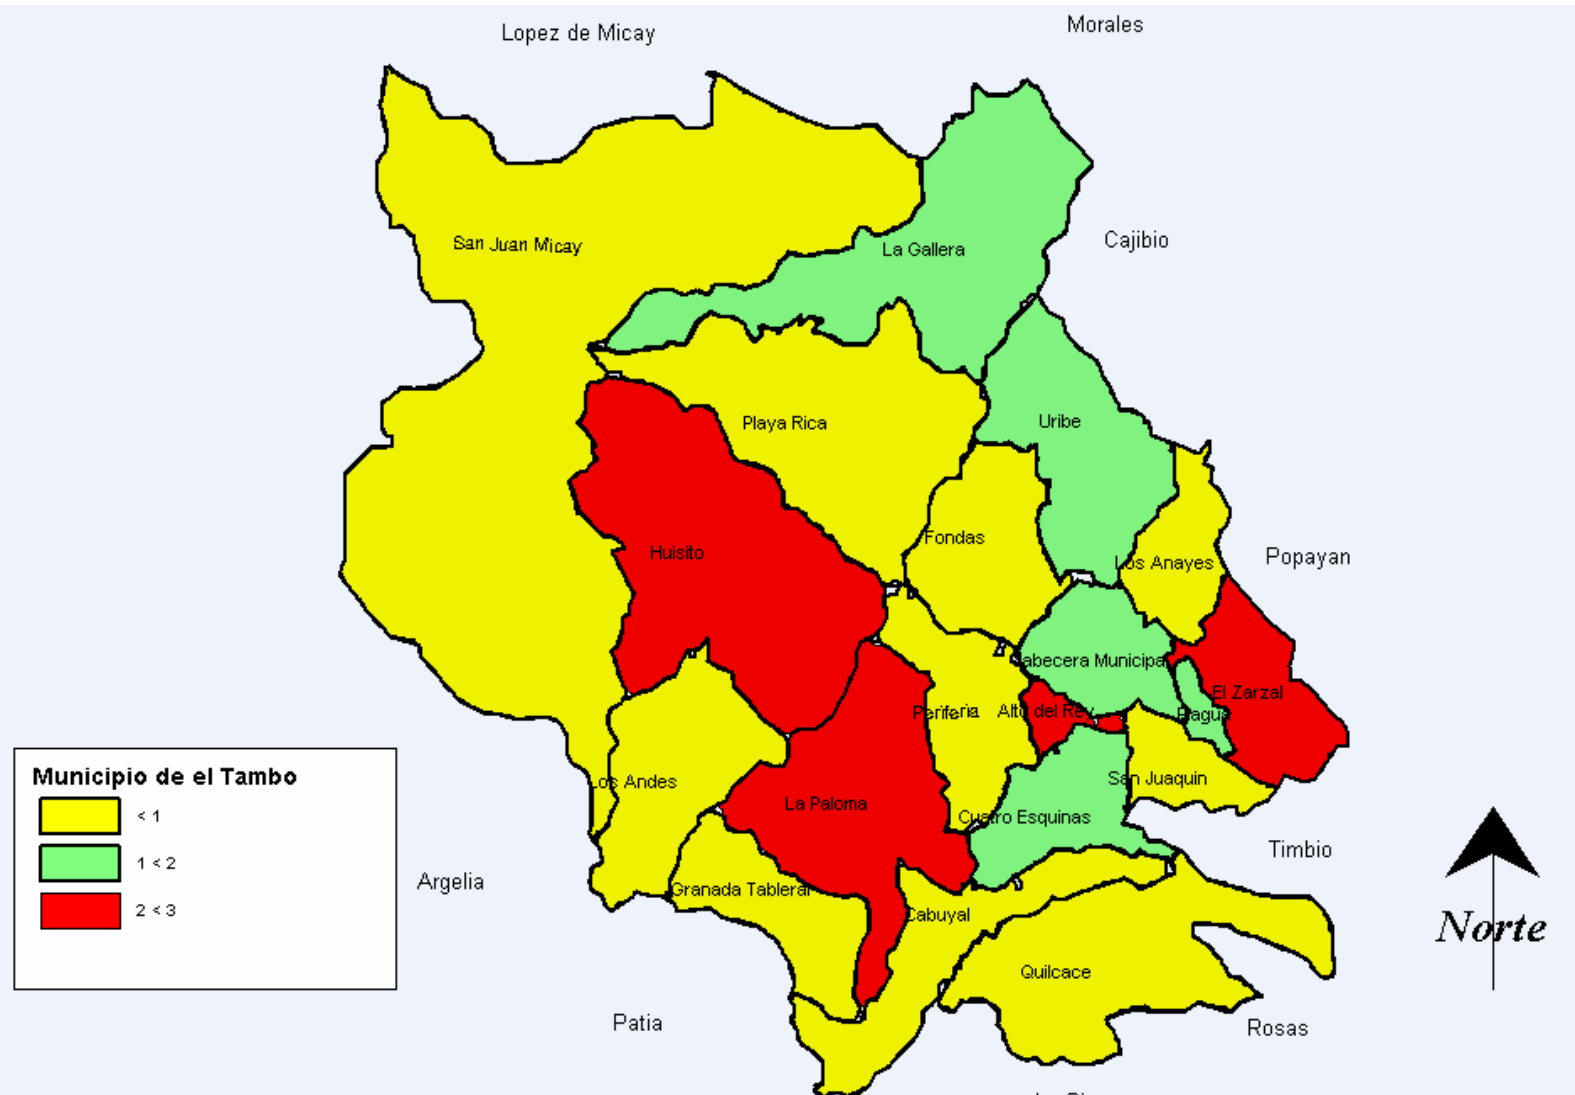 Lopez de Micay
Morales
San Juan Micay
La Gallera
Cajibio
Playa Rica
Uribe
Huisito
Fondas
Los Anayes
Popayan
Cabecera Municipal
El Zarzal
Periferia
Alto del Rey
Piagua
Los Andes
San Juaquin
La Paloma
Cuatro Esquinas
Granada Tableral
Cabuyal
Quilcace
Municipio de el Tambo
< 1
1 < 2
2 < 3
Argelia
Timbio
Norte
Patia
Rosas